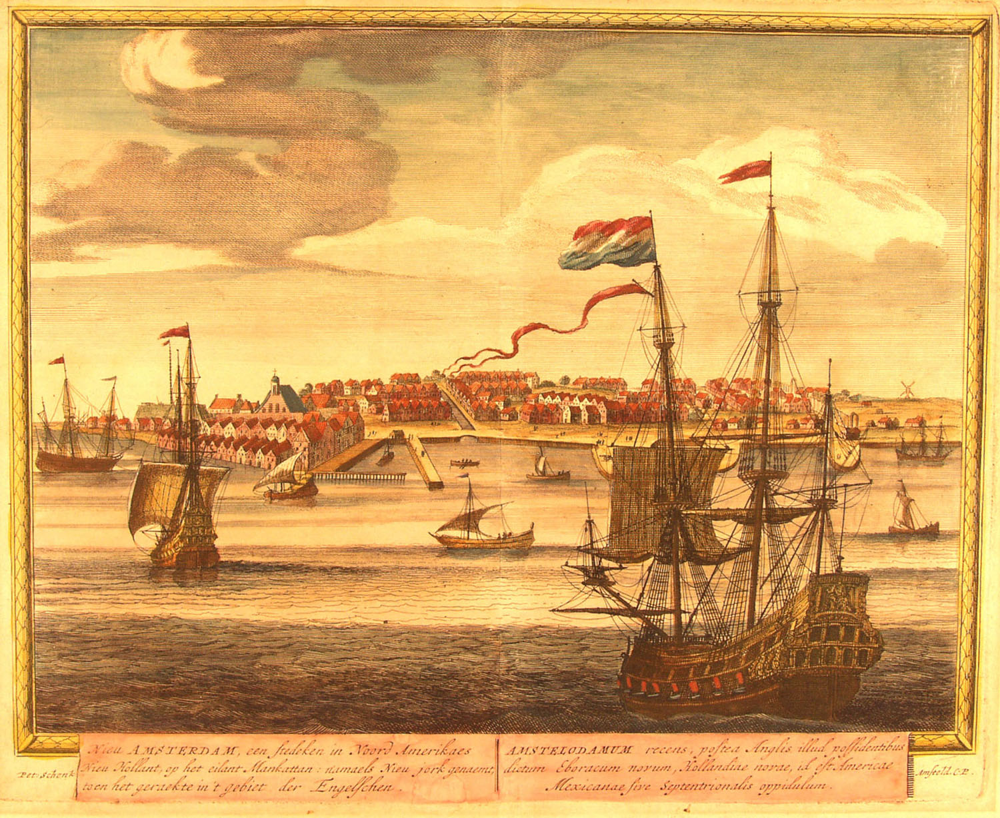 Nieu AMSTERDAM, een stedeken in Noord Amerikaes
Nieu Hollant, op het eilant Mankattan: namaels Nieu jork genaemt,
toen het geraekte in't gebiet der Engelschen.
AMSTELODAMUM recens, postea Anglis illud possidentibus
dictum Eboracum novum, Hollandiae novae, id est Americae
Mexicanae sive Septentrionalis oppidulum.
Pet: Schenk
Amsteld. C.P.